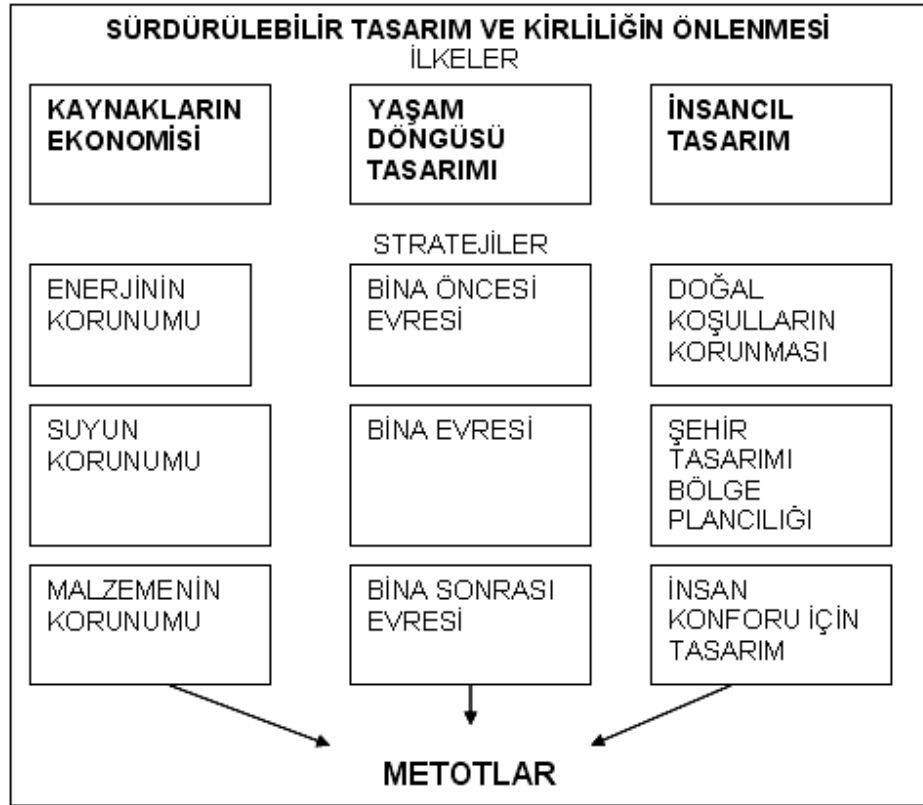 SÜRDÜRÜLEBİLİR TASARIM VE KİRLİLİĞİN ÖNLENMESİ
İLKELER
KAYNAKLARIN
EKONOMİSİ
YAŞAM
DÖNGÜSÜ
TASARIMI
İNSANCIL
TASARIM
STRATEJİLER
ENERJİNİN
KORUNUMU
BİNA ÖNCESİ
EVRESİ
DOĞAL
KOŞULLARIN
KORUNMASI
SUYUN
KORUNUMU
BİNA EVRESİ
ŞEHİR
TASARIMI
BÖLGE
PLANCILIĞI
MALZEMENİN
KORUNUMU
BİNA SONRASI
EVRESİ
İNSAN
KONFORU İÇİN
TASARIM
METOTLAR